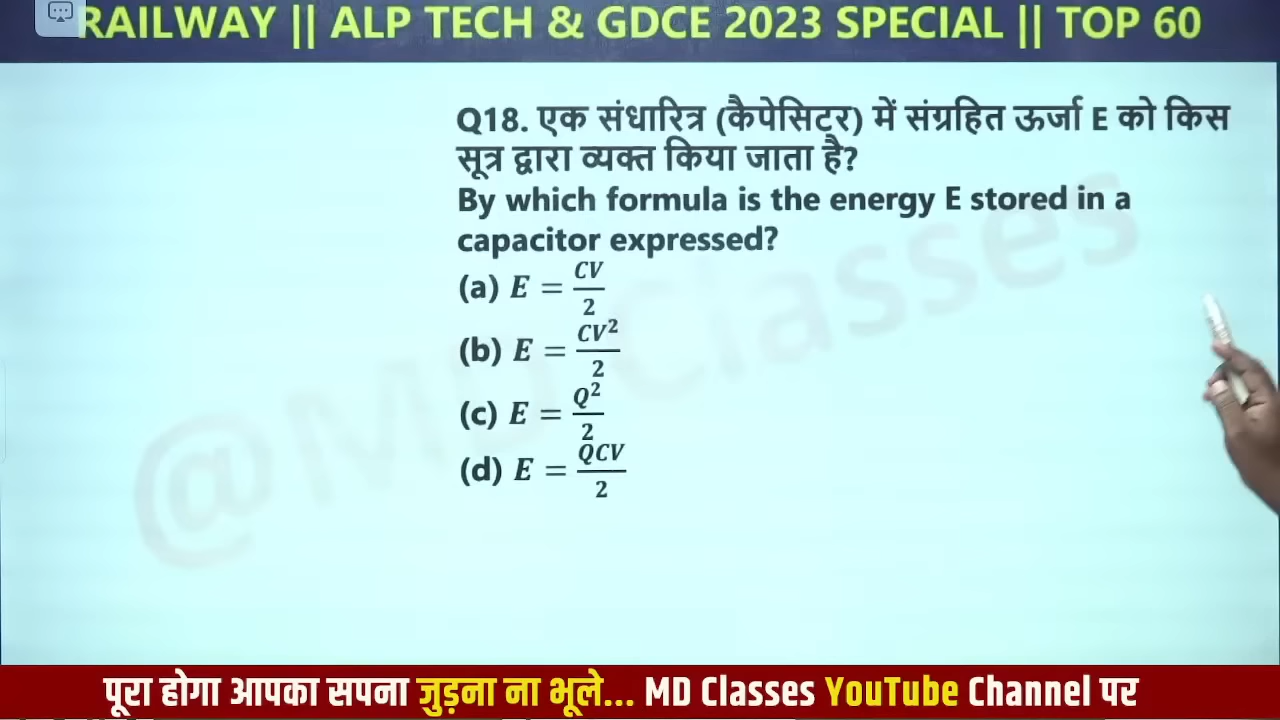 RAILWAY || ALP TECH & GDCE 2023 SPECIAL || TOP 60
Q18. एक संधारित्र (कैपेसिटर) में संग्रहित ऊर्जा E को किस
सूत्र द्वारा व्यक्त किया जाता है?
By which formula is the energy E stored in a
capacitor expressed?
(a) E = CV/2
(b) E = CV²/2
(c) E = Q²/2
(d) E = QCV/2
@MD Classes
पूरा होगा आपका सपना जुड़ना ना भूले... MD Classes YouTube Channel पर